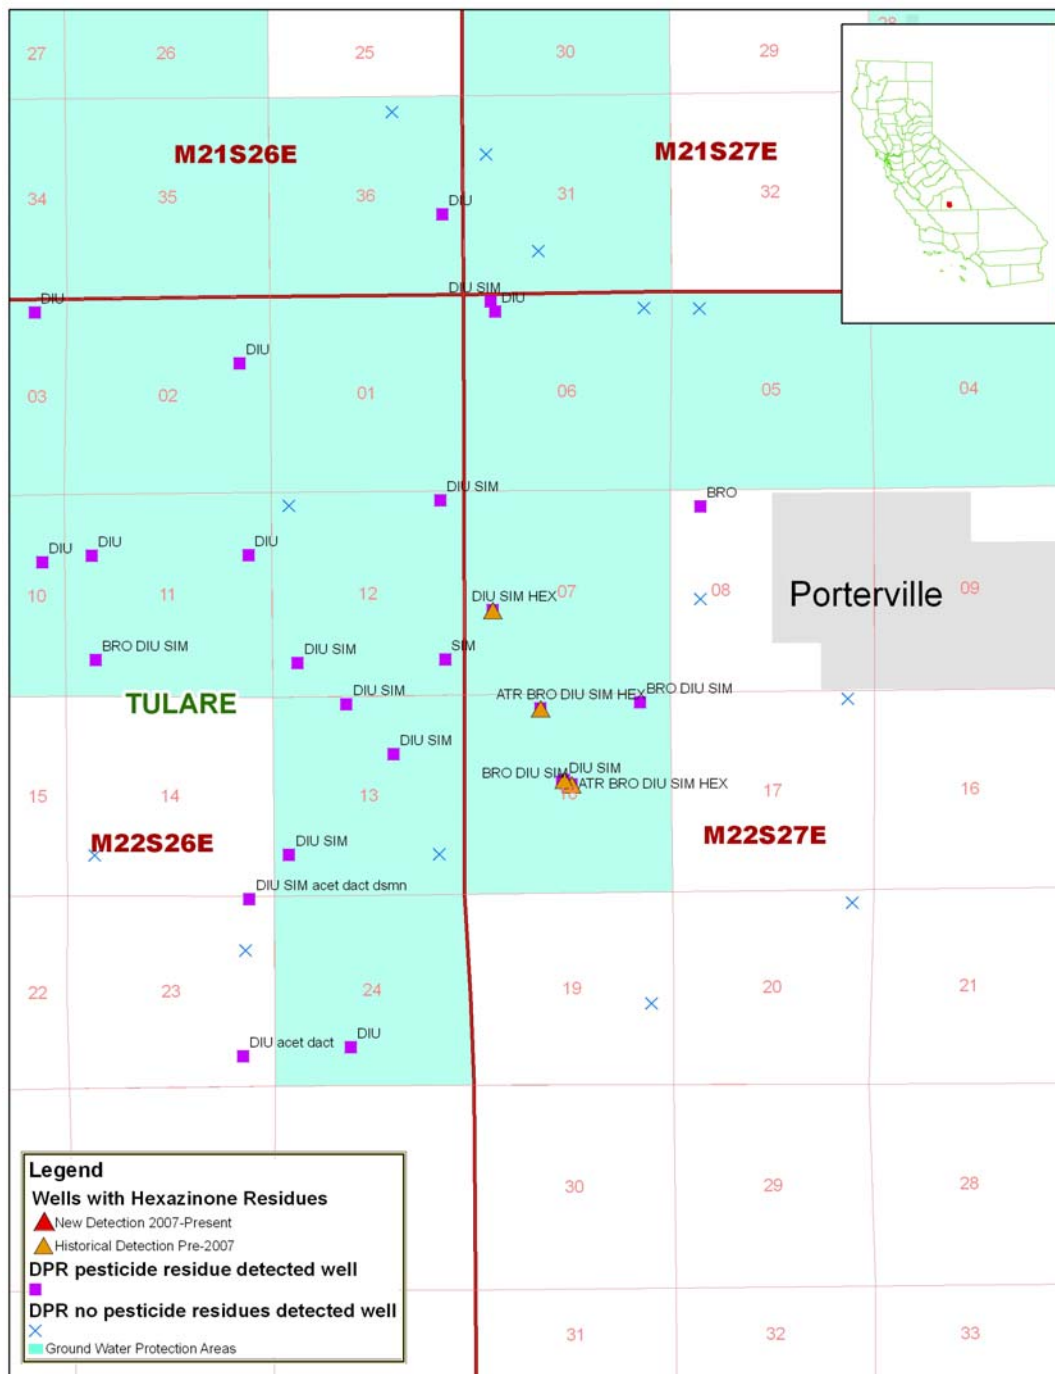 28
27 26 25 30 29
M21S26E M21S27E
34 35 36 31 32
DIU
DIU SIM DIU
DIU
DIU
03 02 01 06 05 04
DIU SIM BRO
DIU DIU DIU
10 11 12 07 08 09
Porterville
DIU SIM HEX
BRO DIU SIM DIU SIM SIM
TULARE DIU SIM ATR BRO DIU SIM HEX BRO DIU SIM
DIU SIM
BRO DIU SIM DIU SIM
ATR BRO DIU SIM HEX
15 14 13 18 17 16
M22S26E M22S27E
DIU SIM
DIU SIM acet dact dsmn
22 23 24 19 20 21
DIU acet dact DIU
30 29 28
31 32 33
Legend
Wells with Hexazinone Residues
New Detection 2007-Present
Historical Detection Pre-2007
DPR pesticide residue detected well
DPR no pesticide residues detected well
Ground Water Protection Areas